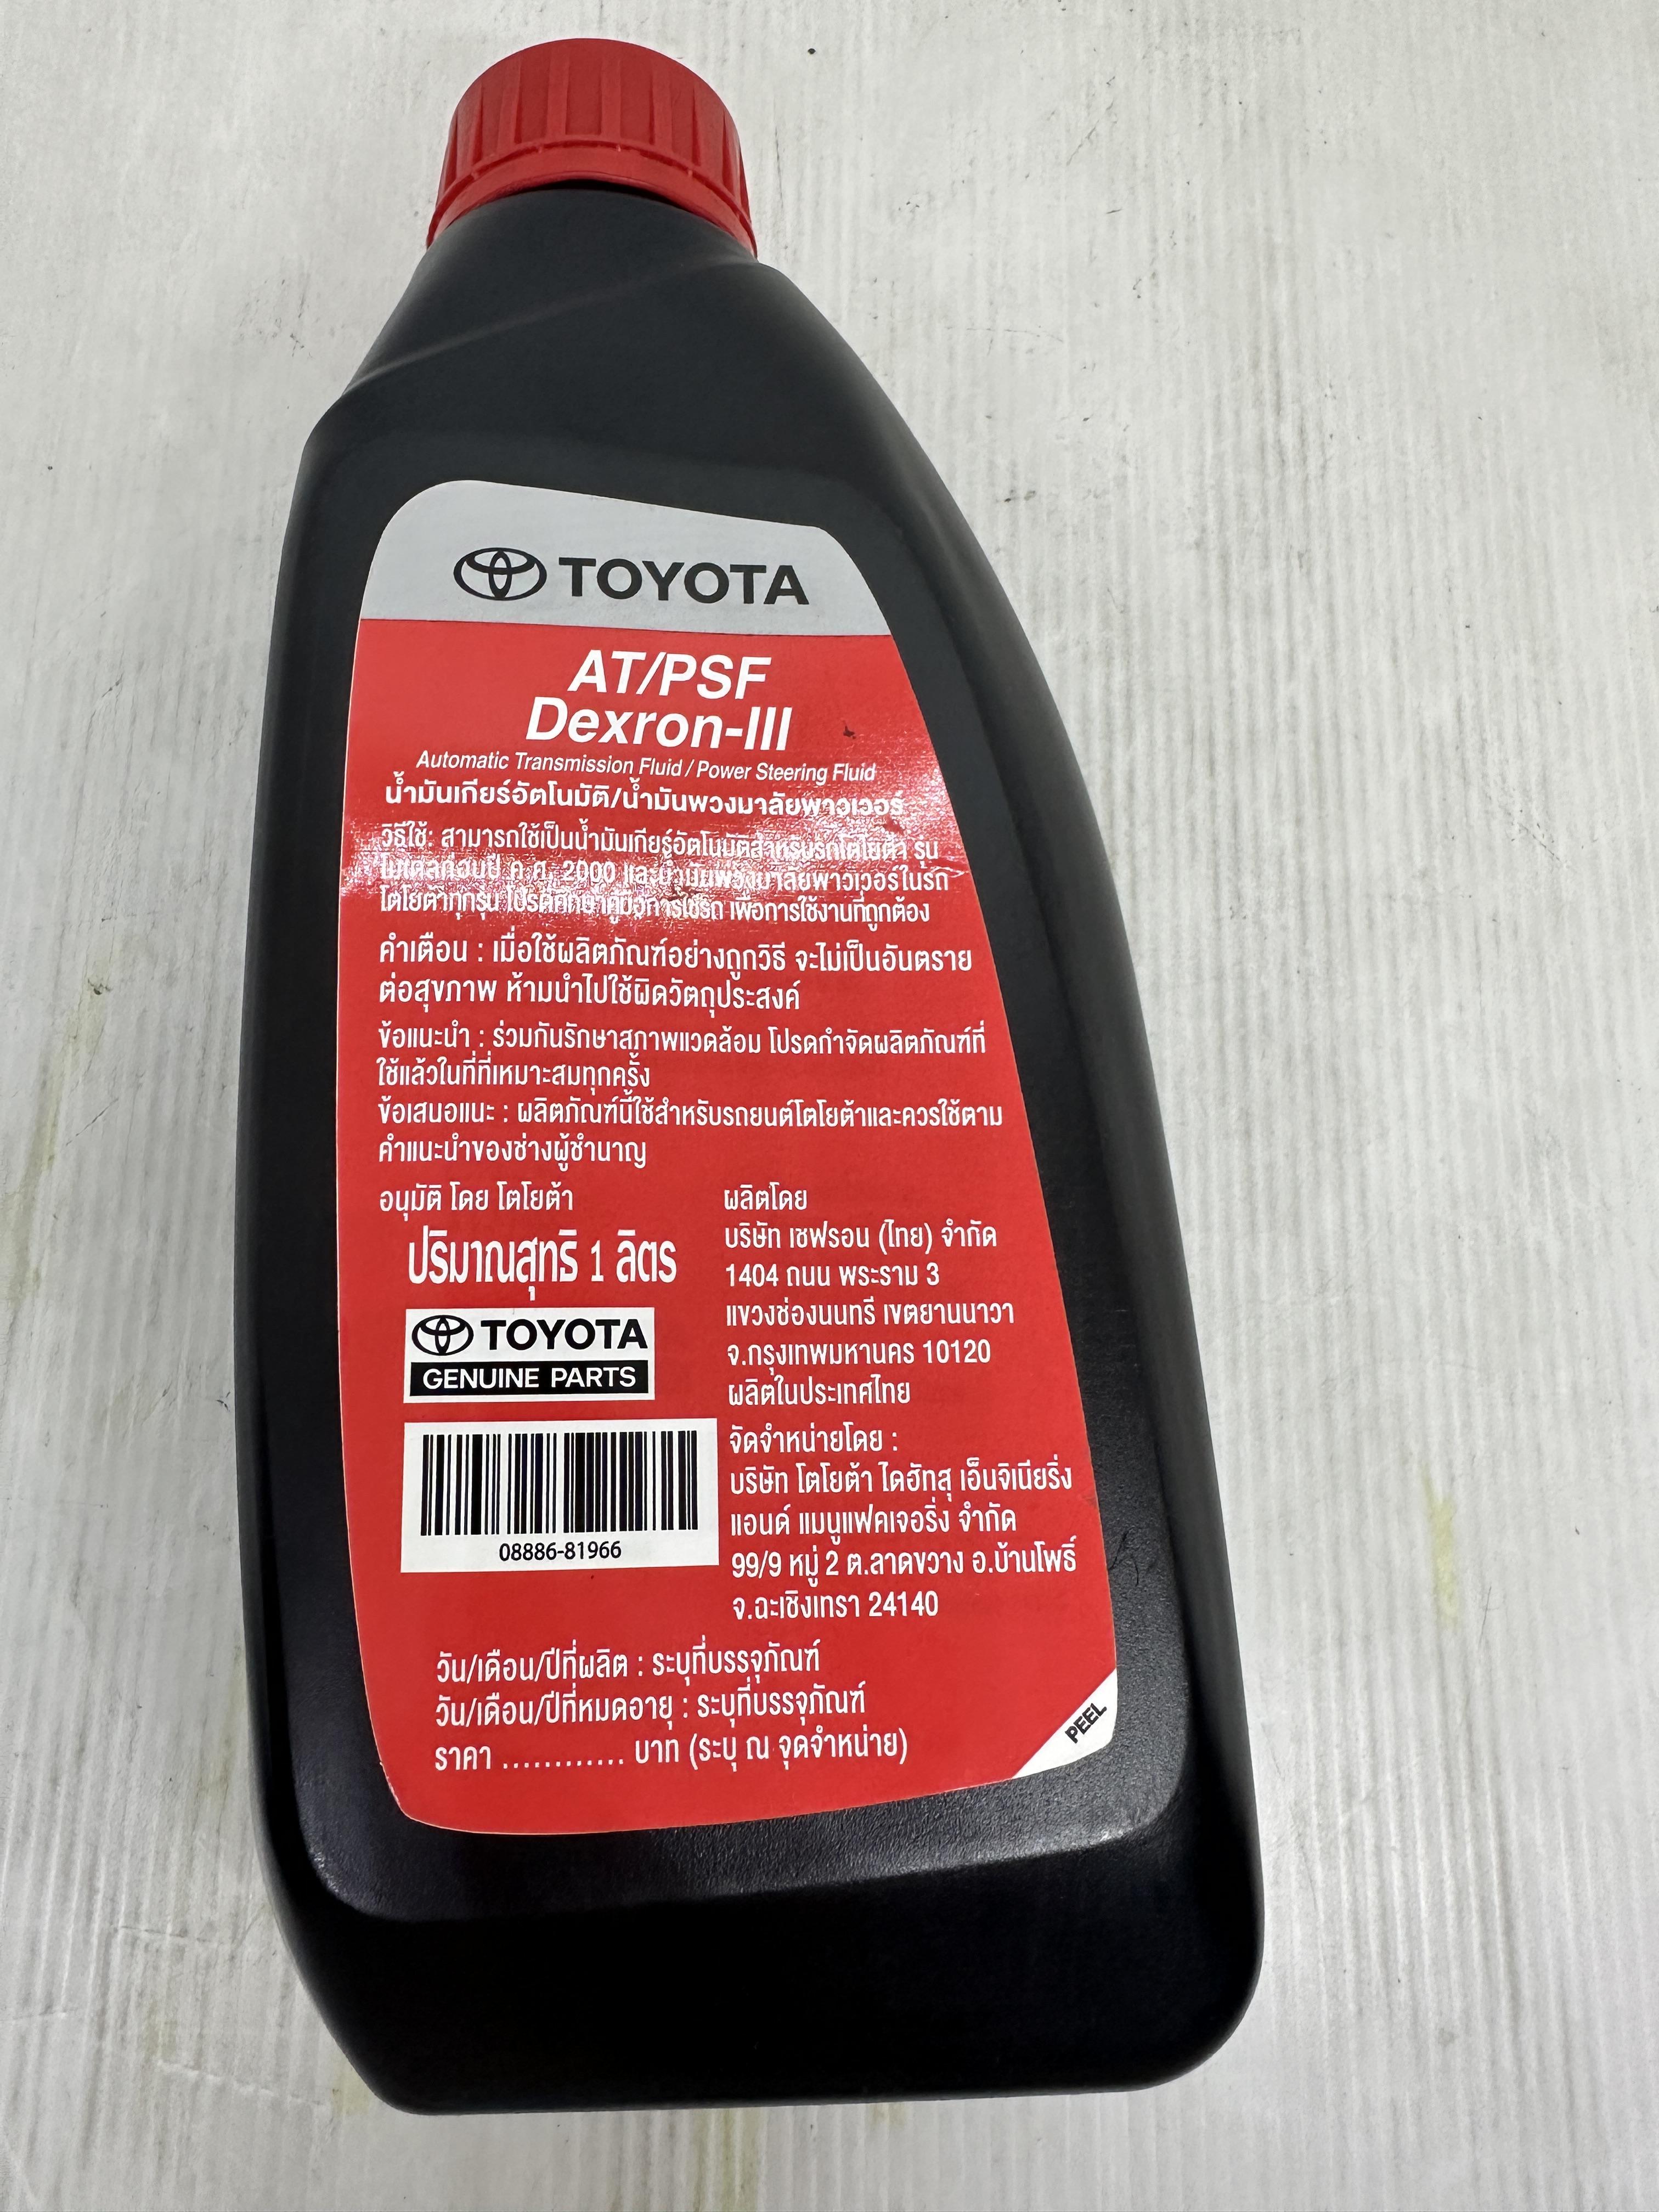 TOYOTA
AT/PSF
Dexron-III
Automatic Transmission Fluid / Power Steering Fluid
น้ำมันเกียร์อัตโนมัติ/น้ำมันพวงมาลัยพาวเวอร์
วิธีใช้: สามารถใช้เป็นน้ำมันเกียร์อัตโนมัติสำหรับรถโตโยต้า รุ่น
โมเดลก่อนปี ค.ศ. 2000 และน้ำมันพวงมาลัยพาวเวอร์ในรถ
โตโยต้าทุกรุ่น โปรดศึกษาคู่มือการใช้รถ เพื่อการใช้งานที่ถูกต้อง
คำเตือน : เมื่อใช้ผลิตภัณฑ์อย่างถูกวิธี จะไม่เป็นอันตราย
ต่อสุขภาพ ห้ามนำไปใช้ผิดวัตถุประสงค์
ข้อแนะนำ : ร่วมกันรักษาสภาพแวดล้อม โปรดกำจัดผลิตภัณฑ์ที่
ใช้แล้วในที่ที่เหมาะสมทุกครั้ง
ข้อเสนอแนะ : ผลิตภัณฑ์นี้ใช้สำหรับรถยนต์โตโยต้าและควรใช้ตาม
คำแนะนำของช่างผู้ชำนาญ
อนุมัติ โดย โตโยต้า
ปริมาณสุทธิ 1 ลิตร
TOYOTA
GENUINE PARTS
08886-81966
ผลิตโดย
บริษัท เชฟรอน (ไทย) จำกัด
1404 ถนน พระราม 3
แขวงช่องนนทรี เขตยานนาวา
จ.กรุงเทพมหานคร 10120
ผลิตในประเทศไทย
จัดจำหน่ายโดย :
บริษัท โตโยต้า ไดฮัทสุ เอ็นจิเนียริ่ง
แอนด์ แมนูแฟคเจอริ่ง จำกัด
99/9 หมู่ 2 ต.ลาดขวาง อ.บ้านโพธิ์
จ.ฉะเชิงเทรา 24140
วัน/เดือน/ปีที่ผลิต : ระบุที่บรรจุภัณฑ์
วัน/เดือน/ปีที่หมดอายุ : ระบุที่บรรจุภัณฑ์
ราคา ............ บาท (ระบุ ณ จุดจำหน่าย)
PEEL